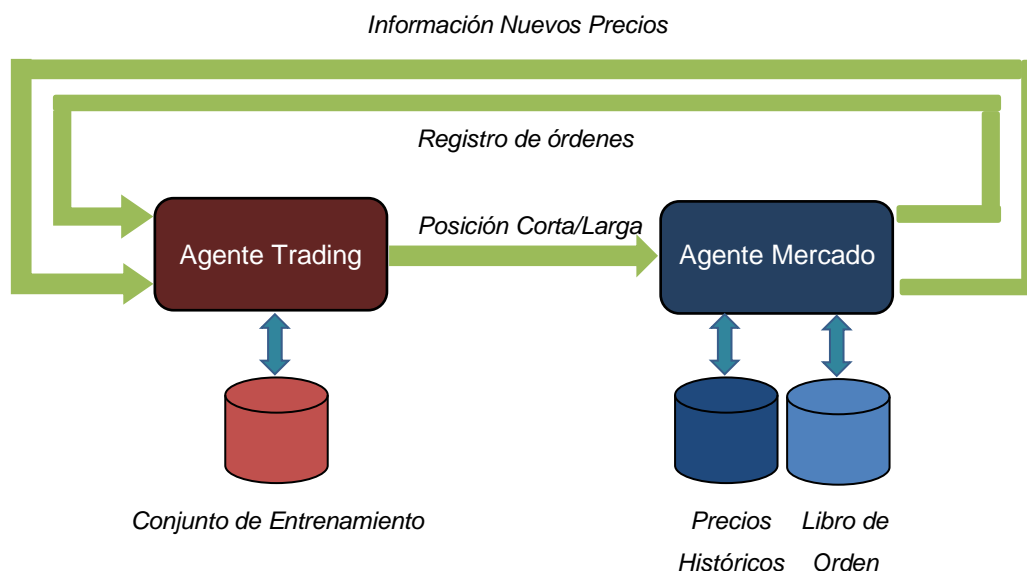 Información Nuevos Precios
Registro de órdenes
Posición Corta/Larga
Agente Trading
Agente Mercado
Conjunto de Entrenamiento
Precios
Históricos
Libro de
Orden